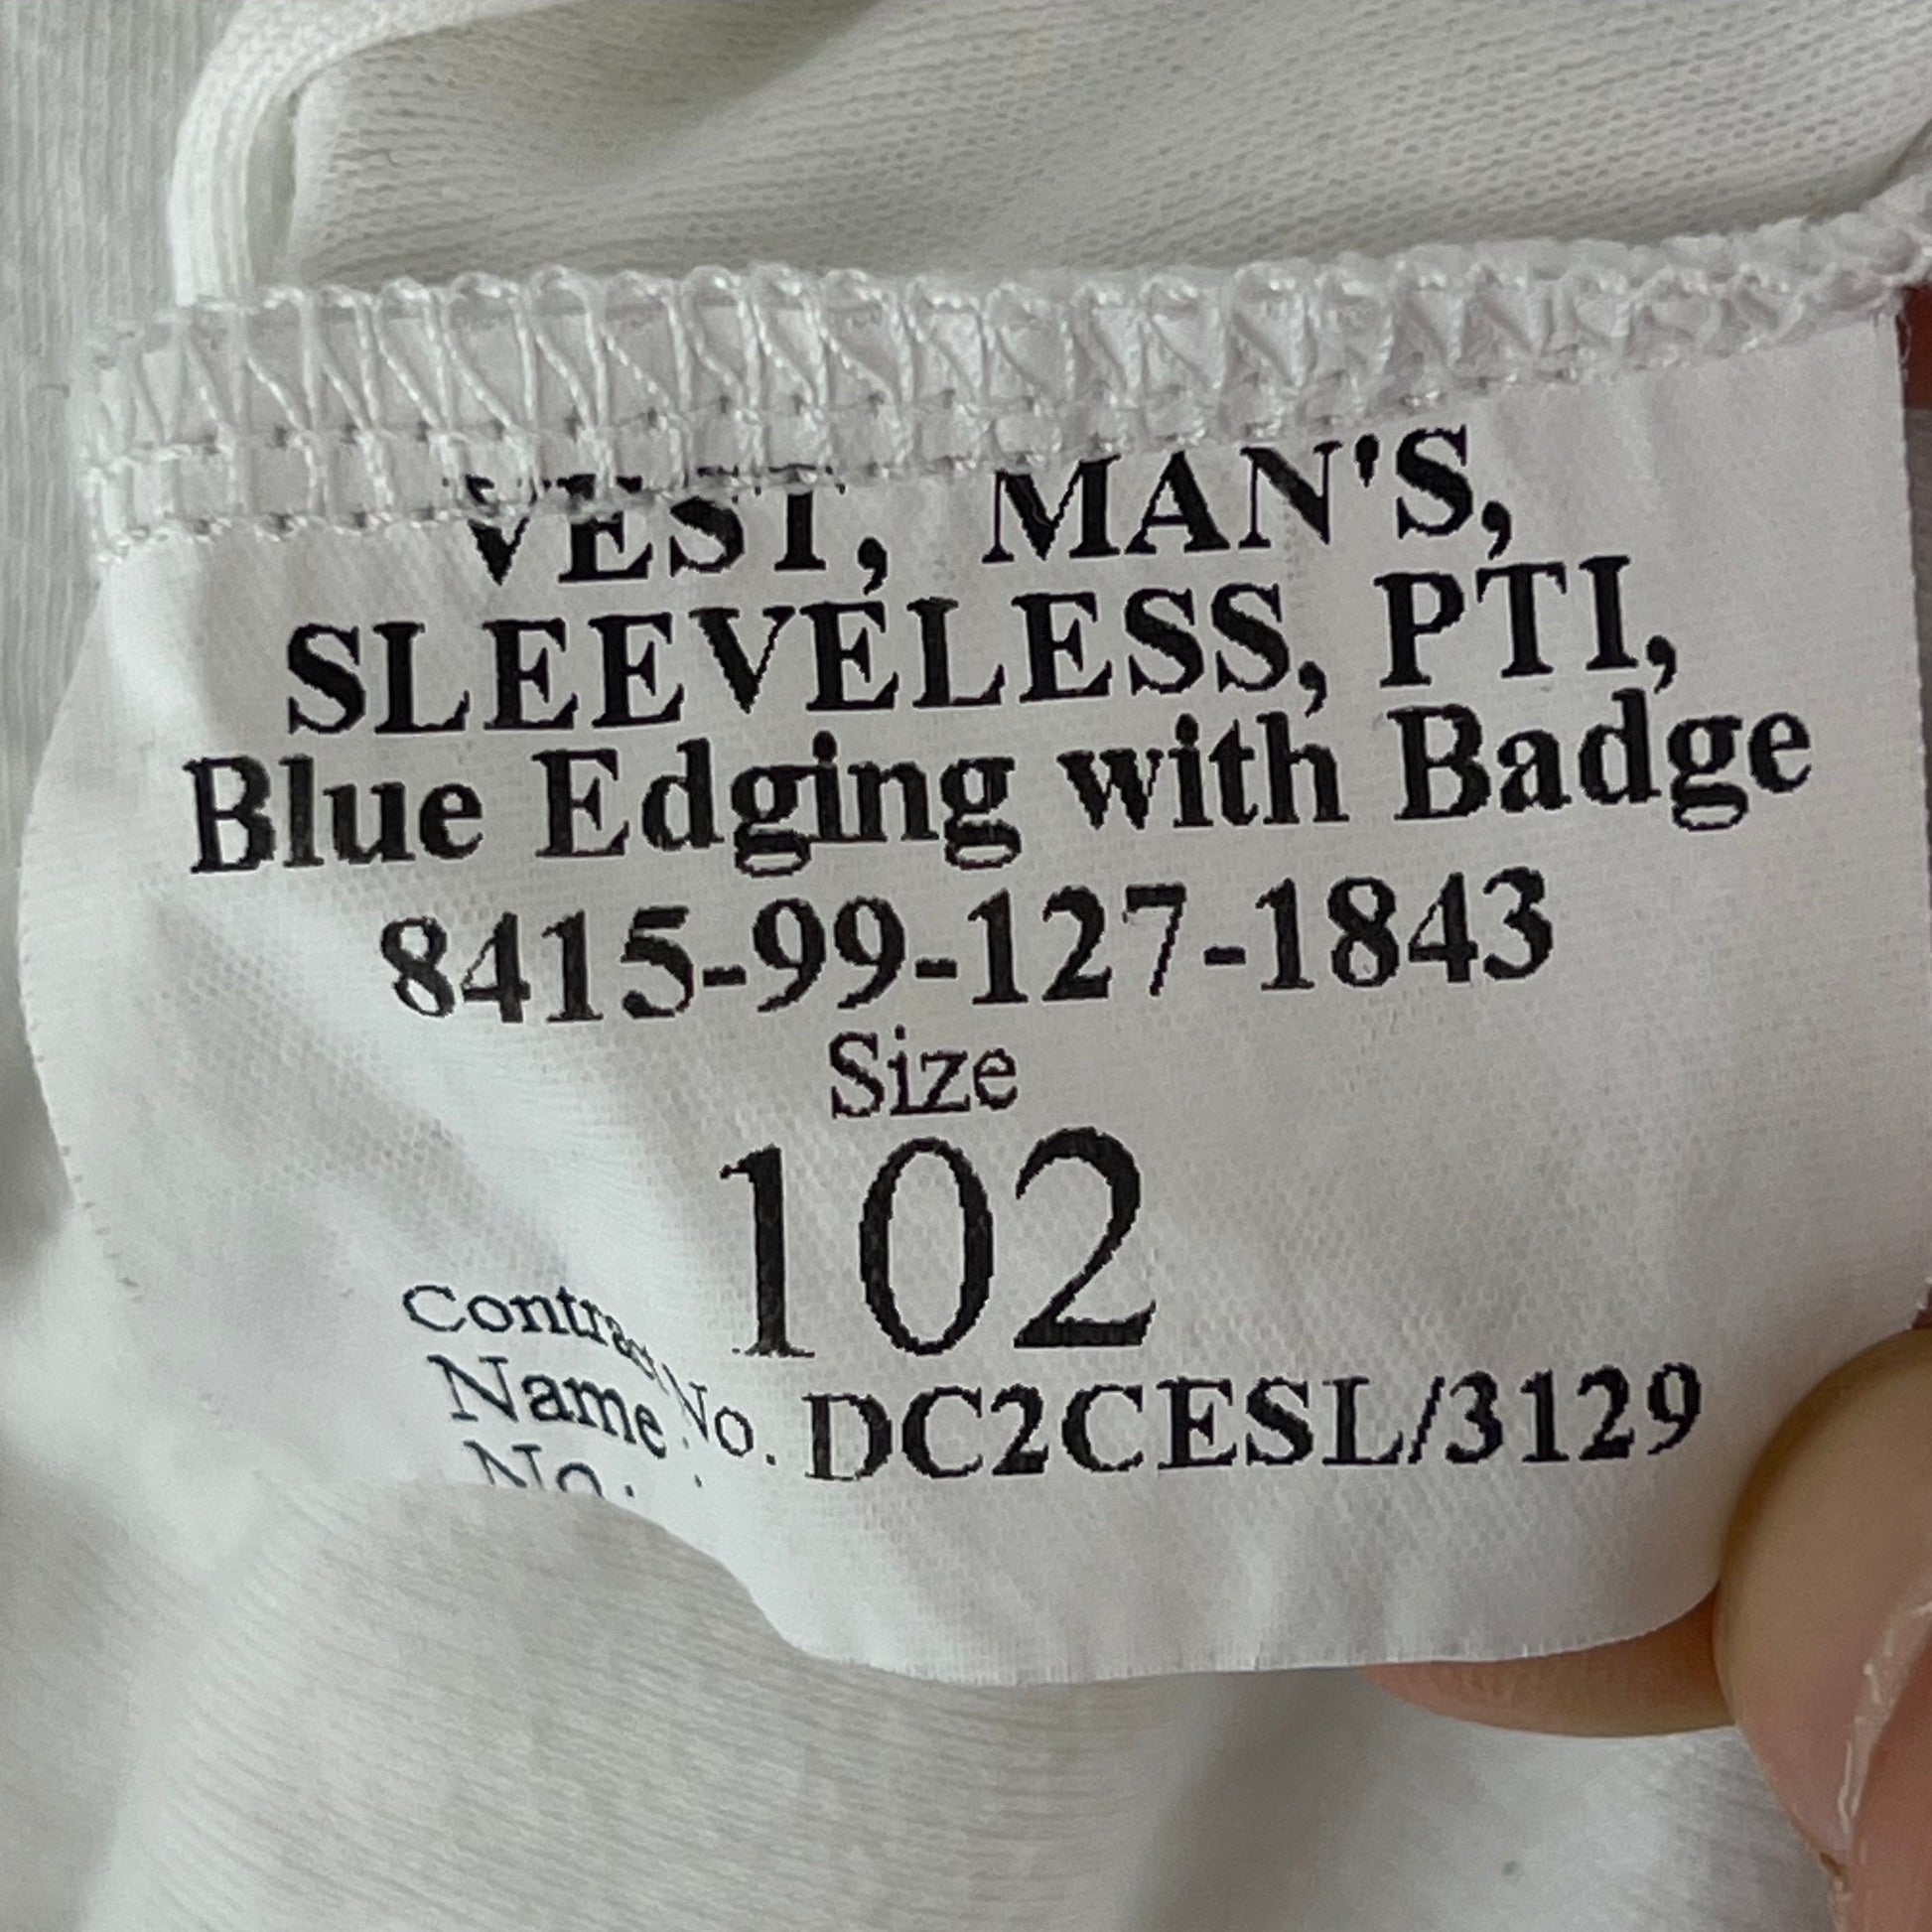 VEST, MAN'S,
SLEEVELESS, PTI,
Blue Edging with Badge
8415-99-127-1843
Size
102
Contract No. DC2CESL/3129
Name :
No. :